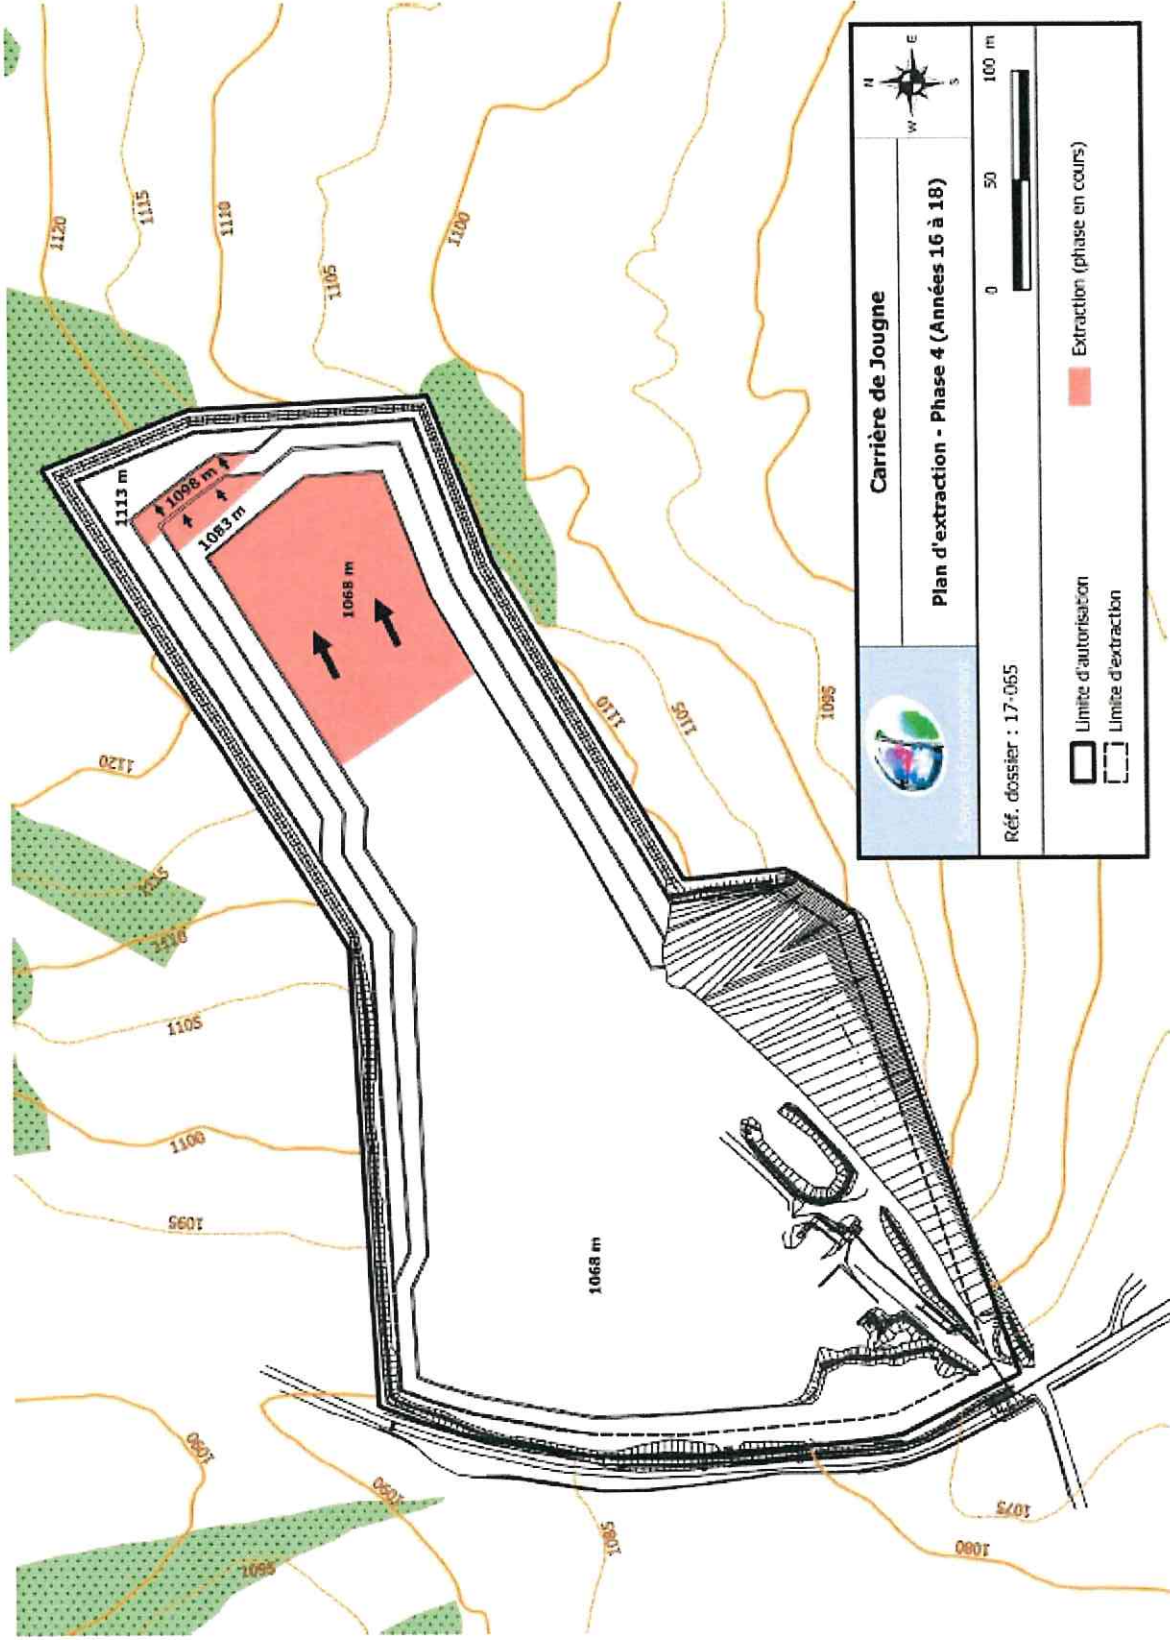 1120
1115
1110
1105
1100
1113 m
1098 m
1083 m
1068 m
1120
1110
1105
1095
1110
1105
1100
1095
1068 m
1090
1090
1085
1080
1075
Carrière de Jougne
Plan d'extraction - Phase 4 (Années 16 à 18)
N
W
E
S
Sciences Environnement
Réf. dossier : 17-065
0
50
100 m
Limite d'autorisation
Limite d'extraction
Extraction (phase en cours)